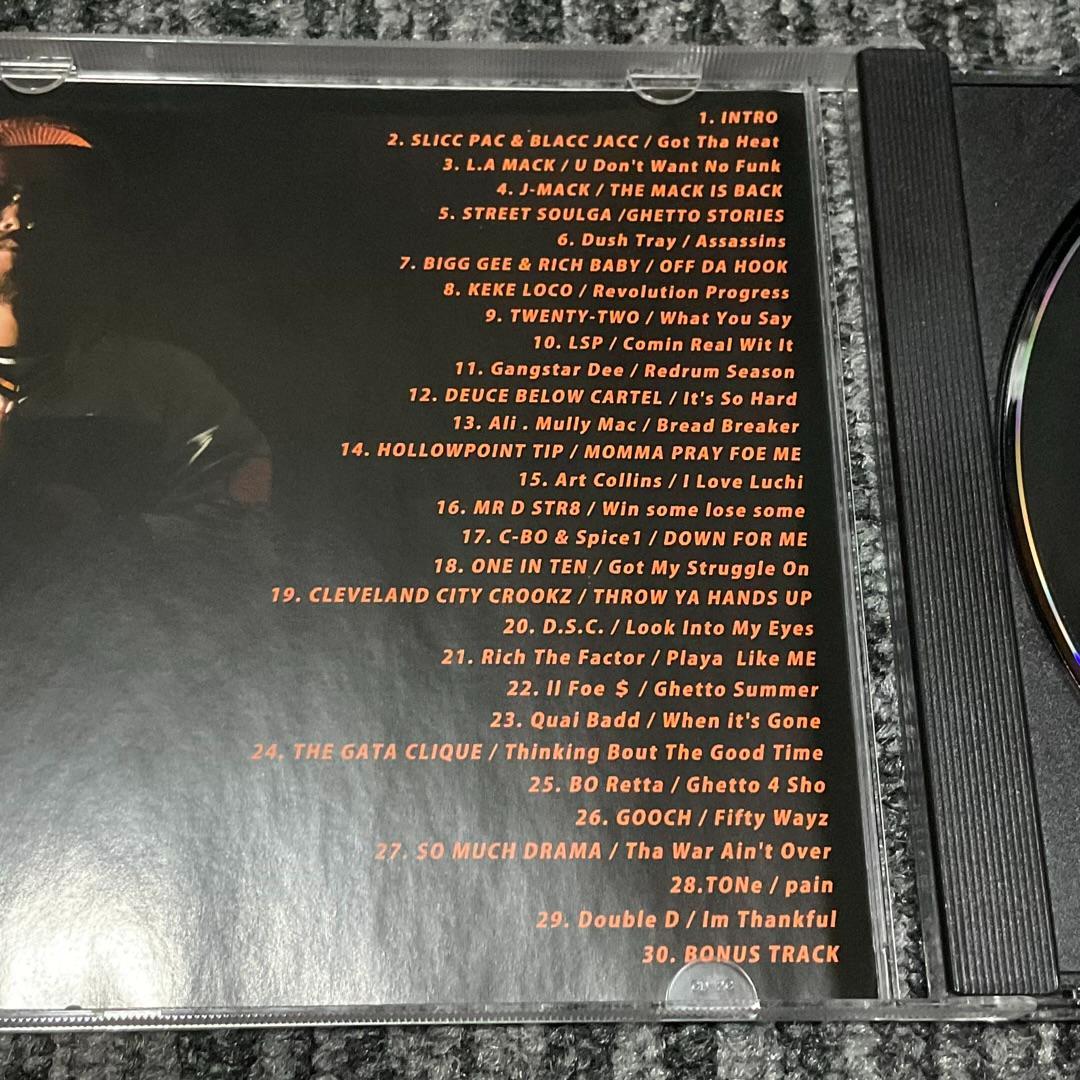 1. INTRO
2. SLICC PAC & BLACC JACC / Got Tha Heat
3. L.A MACK / U Don't Want No Funk
4. J-MACK / THE MACK IS BACK
5. STREET SOULGA /GHETTO STORIES
6. Dush Tray / Assassins
7. BIGG GEE & RICH BABY / OFF DA HOOK
8. KEKE LOCO / Revolution Progress
9. TWENTY-TWO / What You Say
10. LSP / Comin Real Wit It
11. Gangstar Dee / Redrum Season
12. DEUCE BELOW CARTEL / It's So Hard
13. Ali . Mully Mac / Bread Breaker
14. HOLLOWPOINT TIP / MOMMA PRAY FOE ME
15. Art Collins / I Love Luchi
16. MR D STR8 / Win some lose some
17. C-BO & Spice1 / DOWN FOR ME
18. ONE IN TEN / Got My Struggle On
19. CLEVELAND CITY CROOKZ / THROW YA HANDS UP
20. D.S.C. / Look Into My Eyes
21. Rich The Factor / Playa  Like ME
22. II Foe $ / Ghetto Summer
23. Quai Badd / When it's Gone
24. THE GATA CLIQUE / Thinking Bout The Good Time
25. BO Retta / Ghetto 4 Sho
26. GOOCH / Fifty Wayz
27. SO MUCH DRAMA / Tha War Ain't Over
28.TONe / pain
29. Double D / Im Thankful
30. BONUS TRACK